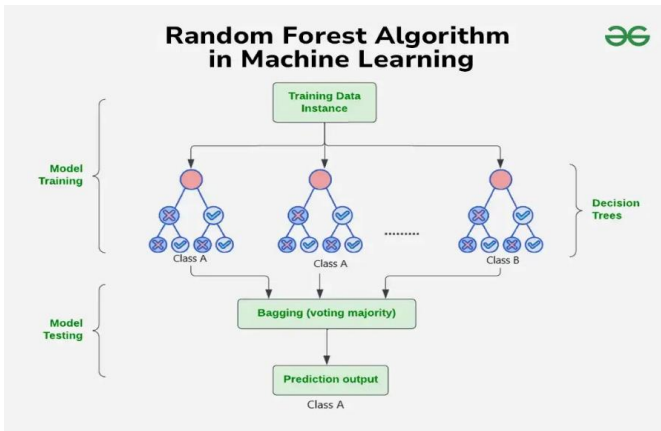 Random Forest Algorithm
in Machine Learning
Training Data
Instance
Model
Training
Decision
Trees
.........
Class A
Class A
Class B
Bagging (voting majority)
Model
Testing
Prediction output
Class A